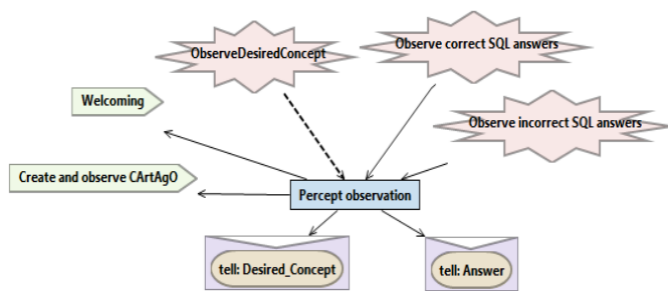 ObserveDesiredConcept
Observe correct SQL answers
Welcoming
Observe incorrect SQL answers
Create and observe CArtAgO
Percept observation
tell: Desired_Concept
tell: Answer